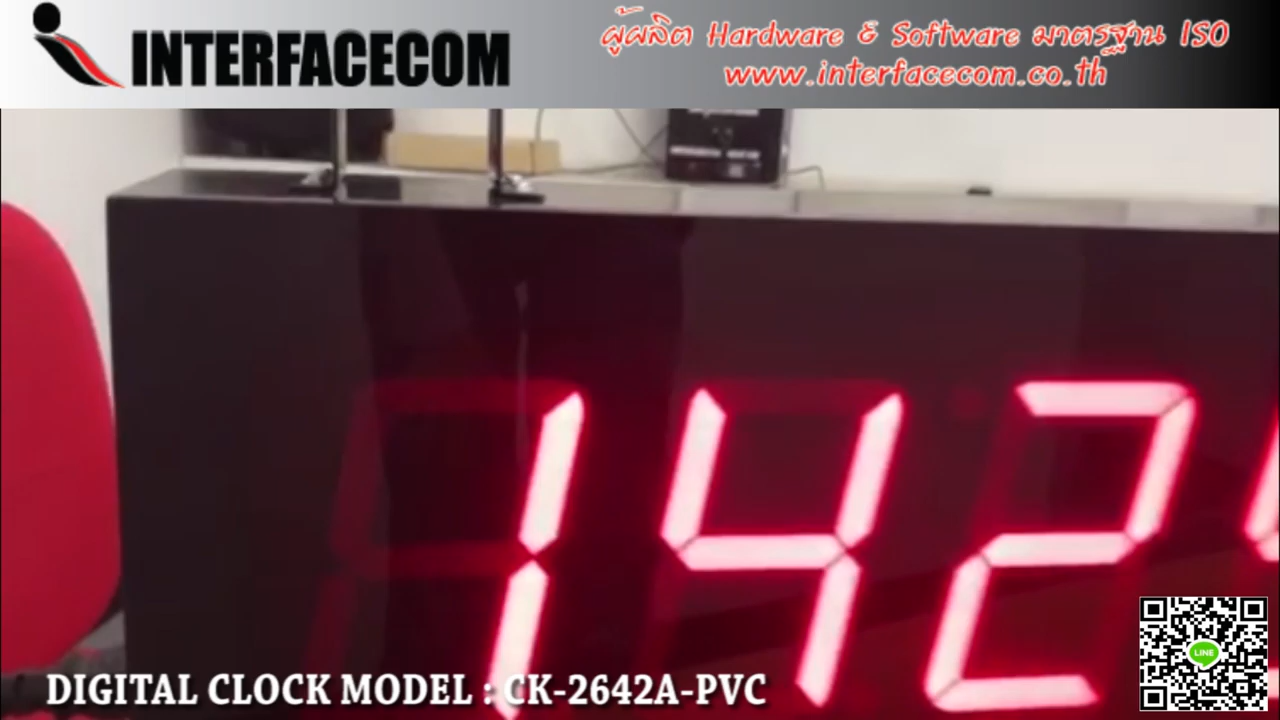 INTERFACECOM
ผู้ผลิต Hardware & Software มาตรฐาน ISO
www.interfacecom.co.th
142
LINE
DIGITAL CLOCK MODEL : CK-2642A-PVC